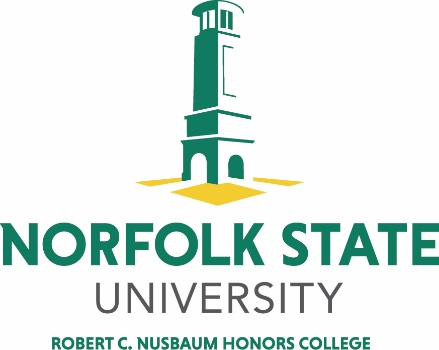 NORFOLK STATE
UNIVERSITY
ROBERT C. NUSBAUM HONORS COLLEGE